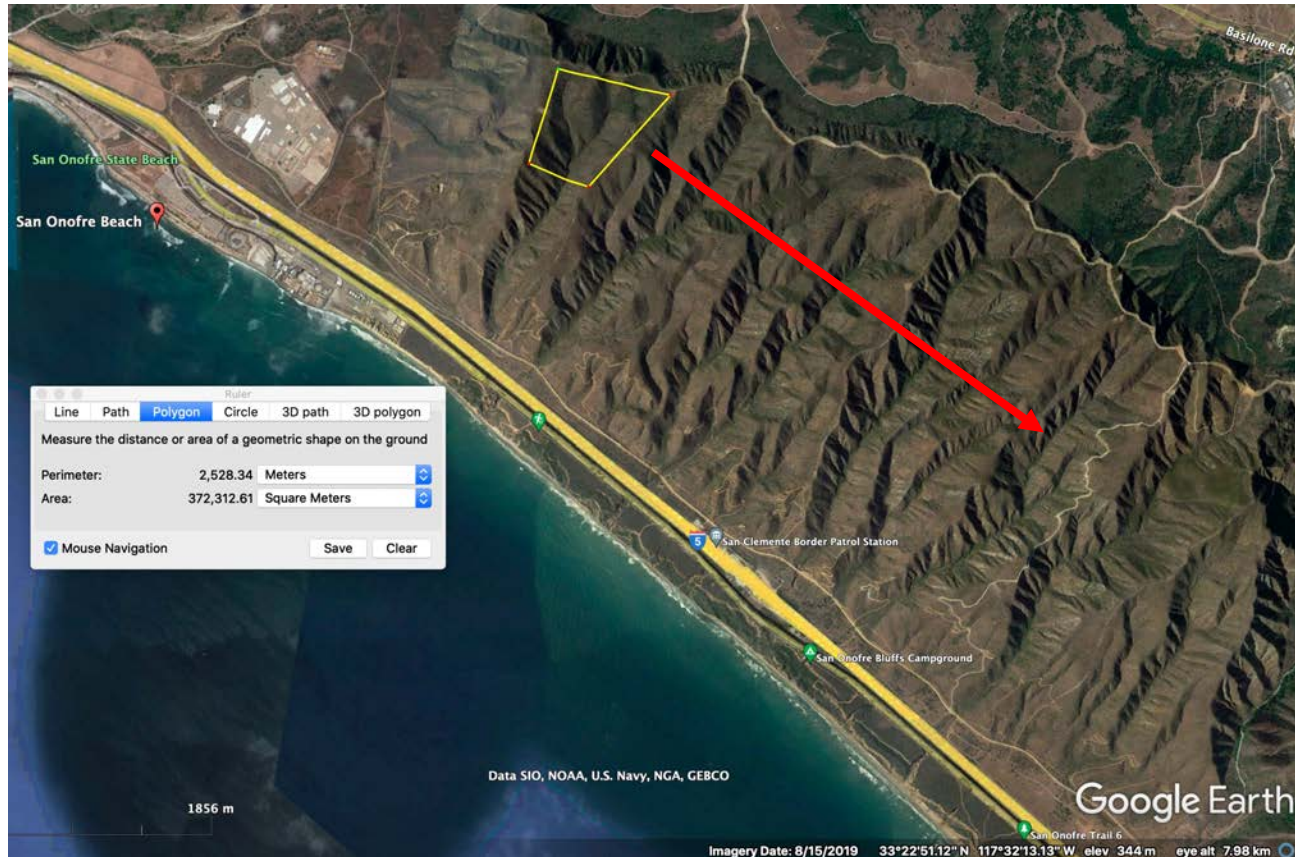 Basilone Rd
San Onofre State Beach
San Onofre Beach
Ruler
Line Path Polygon Circle 3D path 3D polygon
Measure the distance or area of a geometric shape on the ground
Perimeter: 2,528.34 Meters
Area: 372,312.61 Square Meters
Mouse Navigation Save Clear
5
San Clemente Border Patrol Station
San Onofre Bluffs Campground
Data SIO, NOAA, U.S. Navy, NGA, GEBCO
1856 m
Google Earth
San Onofre Trail 6
Imagery Date: 8/15/2019 33°22'51.12" N 117°32'13.13" W elev 344 m eye alt 7.98 km